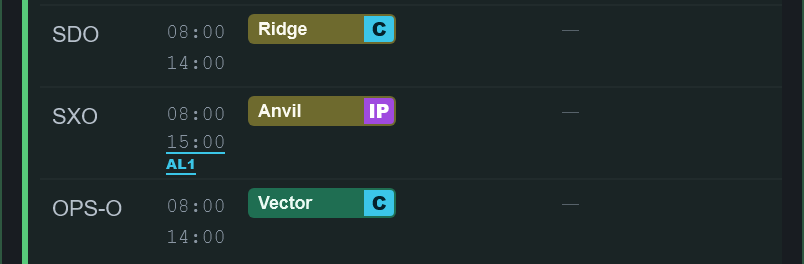 SDO 08:00 Ridge C —
14:00
SXO 08:00 Anvil IP —
15:00
AL1
OPS-O 08:00 Vector C —
14:00